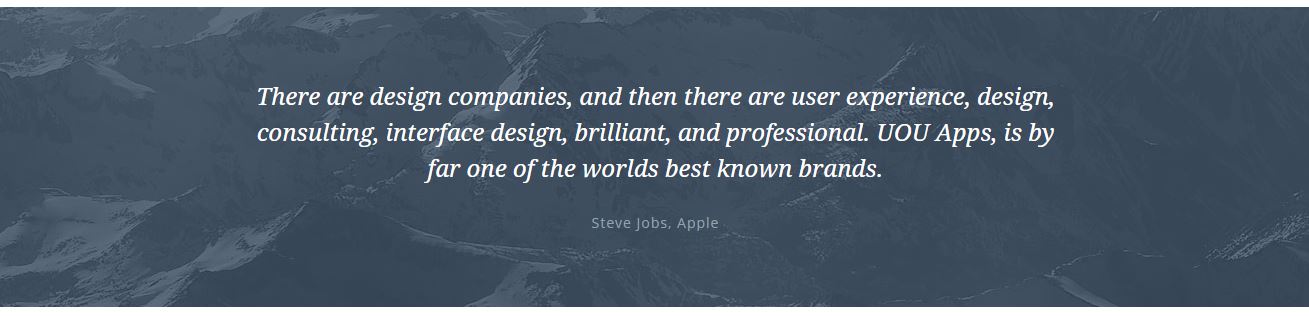 There are design companies, and then there are user experience, design,
consulting, interface design, brilliant, and professional. UOU Apps, is by
far one of the worlds best known brands.
Steve Jobs, Apple